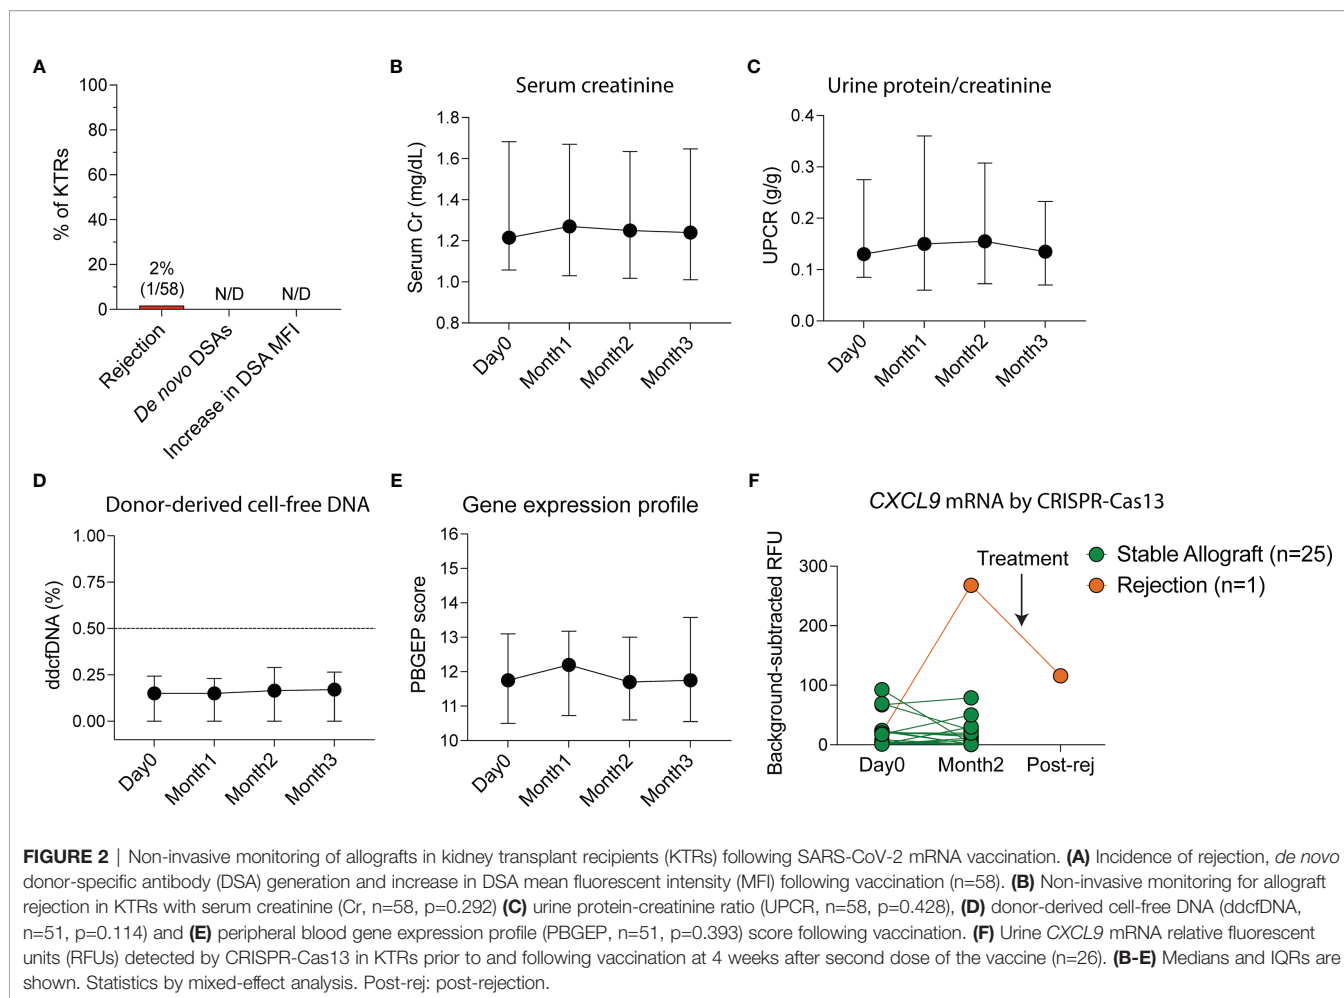 A
% of KTRs
100
80
60
40
20
0
2%
(1/58)
N/D
N/D
Rejection
De novo DSAs
Increase in DSA MFI
B
Serum creatinine
Serum Cr (mg/dL)
1.8
1.6
1.4
1.2
1.0
0.8
Day0
Month1
Month2
Month3
C
Urine protein/creatinine
UPCR (g/g)
0.4
0.3
0.2
0.1
0.0
Day0
Month1
Month2
Month3
D
Donor-derived cell-free DNA
ddcfDNA (%)
1.00
0.75
0.50
0.25
0.00
Day0
Month1
Month2
Month3
E
Gene expression profile
PBGEP score
16
15
14
13
12
11
10
Day0
Month1
Month2
Month3
F
CXCL9 mRNA by CRISPR-Cas13
Background-subtracted RFU
300
200
100
0
Treatment
Stable Allograft (n=25)
Rejection (n=1)
Day0
Month2
Post-rej
FIGURE 2 | Non-invasive monitoring of allografts in kidney transplant recipients (KTRs) following SARS-CoV-2 mRNA vaccination. (A) Incidence of rejection, de novo
donor-specific antibody (DSA) generation and increase in DSA mean fluorescent intensity (MFI) following vaccination (n=58). (B) Non-invasive monitoring for allograft
rejection in KTRs with serum creatinine (Cr, n=58, p=0.292) (C) urine protein-creatinine ratio (UPCR, n=58, p=0.428), (D) donor-derived cell-free DNA (ddcfDNA,
n=51, p=0.114) and (E) peripheral blood gene expression profile (PBGEP, n=51, p=0.393) score following vaccination. (F) Urine CXCL9 mRNA relative fluorescent
units (RFUs) detected by CRISPR-Cas13 in KTRs prior to and following vaccination at 4 weeks after second dose of the vaccine (n=26). (B-E) Medians and IQRs are
shown. Statistics by mixed-effect analysis. Post-rej: post-rejection.